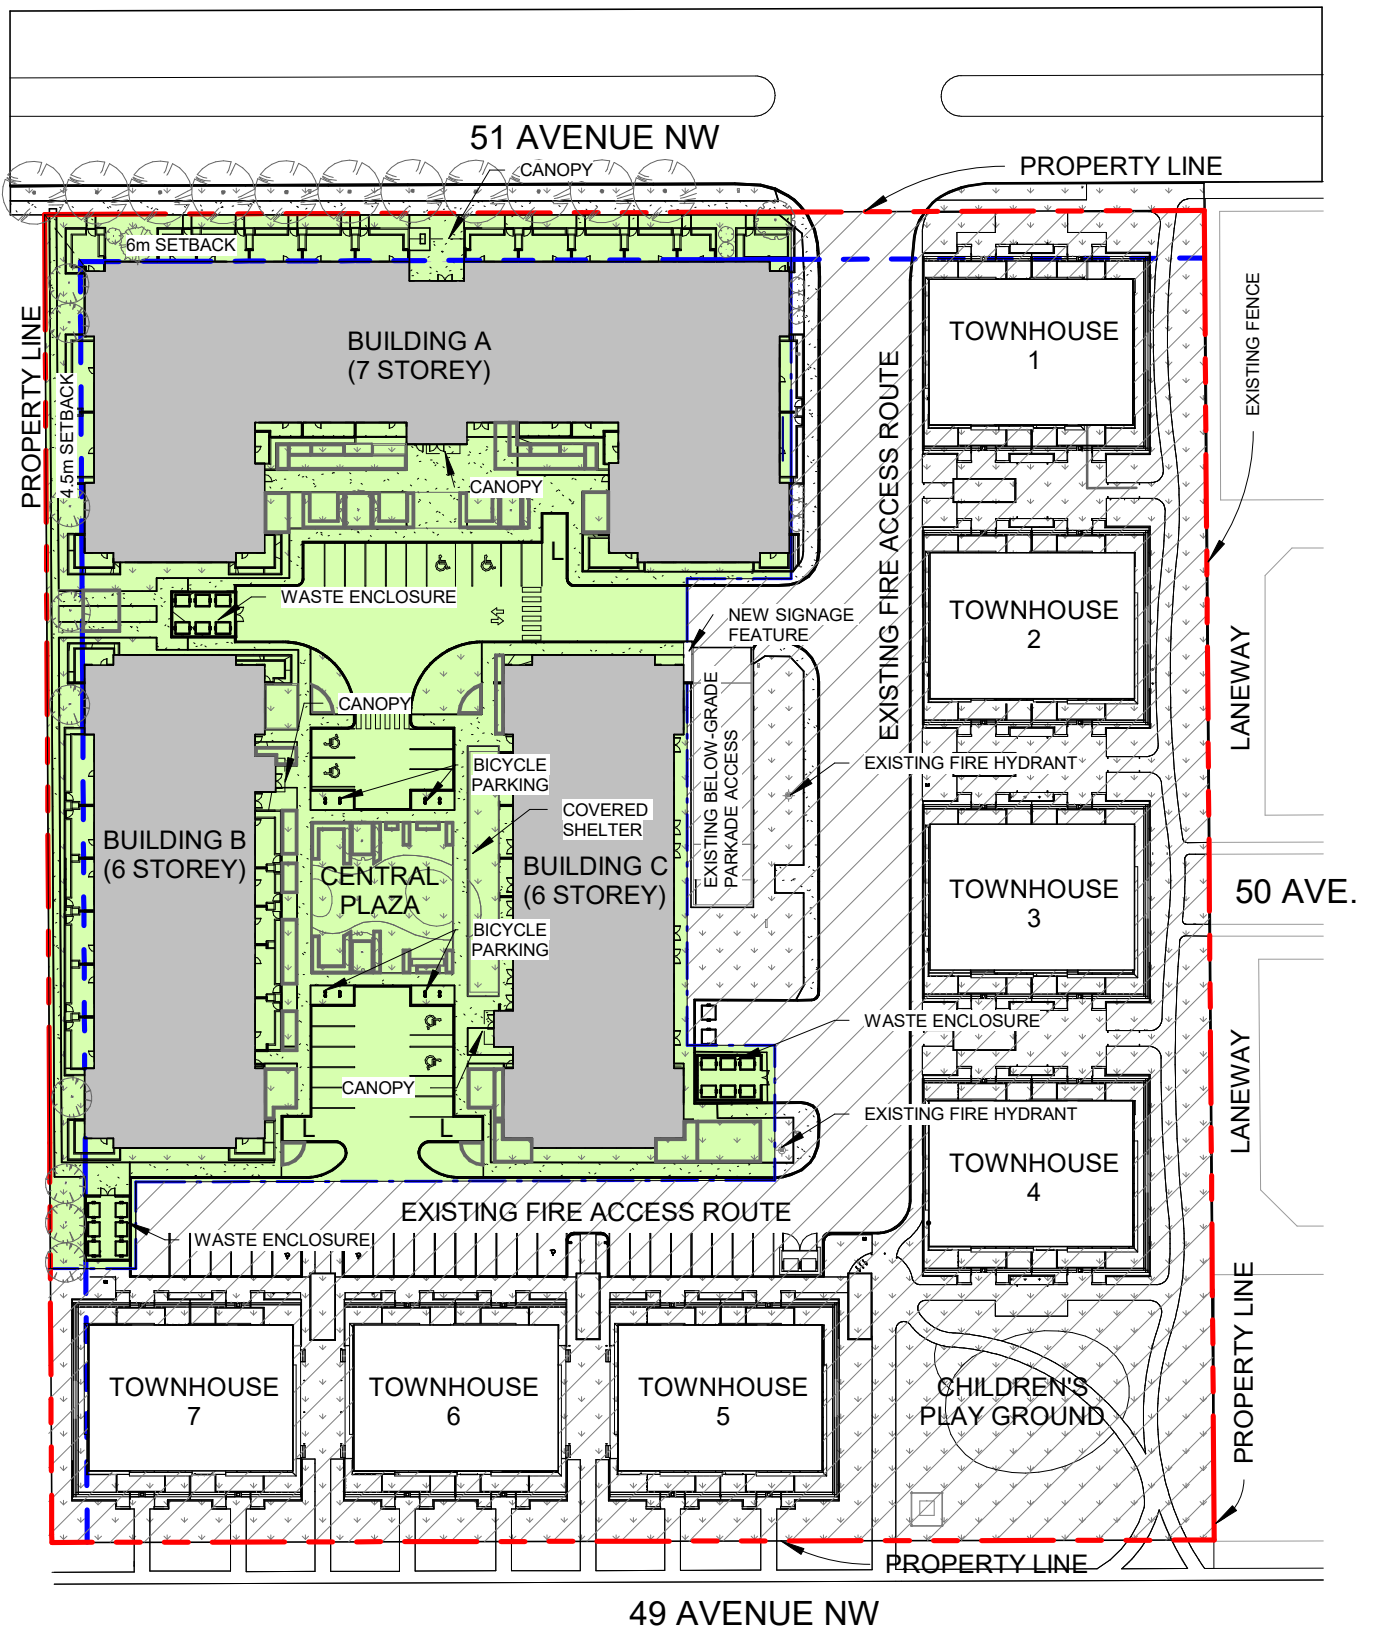 51 AVENUE NW
CANOPY
PROPERTY LINE
6m SETBACK
PROPERTY LINE
4.5m SETBACK
BUILDING A
(7 STOREY)
CANOPY
EXISTING FIRE ACCESS ROUTE
TOWNHOUSE
1
EXISTING FENCE
WASTE ENCLOSURE
L
NEW SIGNAGE
FEATURE
TOWNHOUSE
2
LANEWAY
CANOPY
BICYCLE
PARKING
EXISTING FIRE HYDRANT
COVERED
SHELTER
EXISTING BELOW-GRADE
PARKADE ACCESS
BUILDING B
(6 STOREY)
CENTRAL
PLAZA
BUILDING C
(6 STOREY)
TOWNHOUSE
3
50 AVE.
BICYCLE
PARKING
WASTE ENCLOSURE
CANOPY
EXISTING FIRE HYDRANT
LANEWAY
L
L
TOWNHOUSE
4
EXISTING FIRE ACCESS ROUTE
WASTE ENCLOSURE
PROPERTY LINE
TOWNHOUSE
7
TOWNHOUSE
6
TOWNHOUSE
5
CHILDREN'S
PLAY GROUND
PROPERTY LINE
49 AVENUE NW